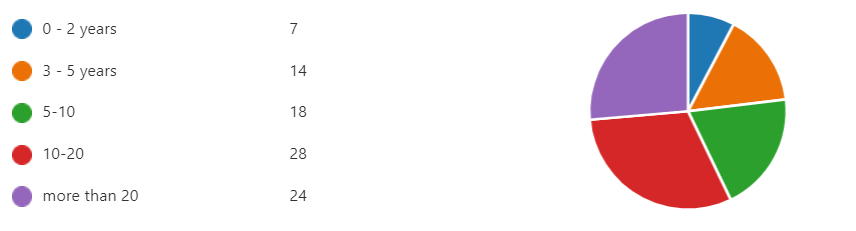 0 - 2 years 7
3 - 5 years 14
5-10 18
10-20 28
more than 20 24